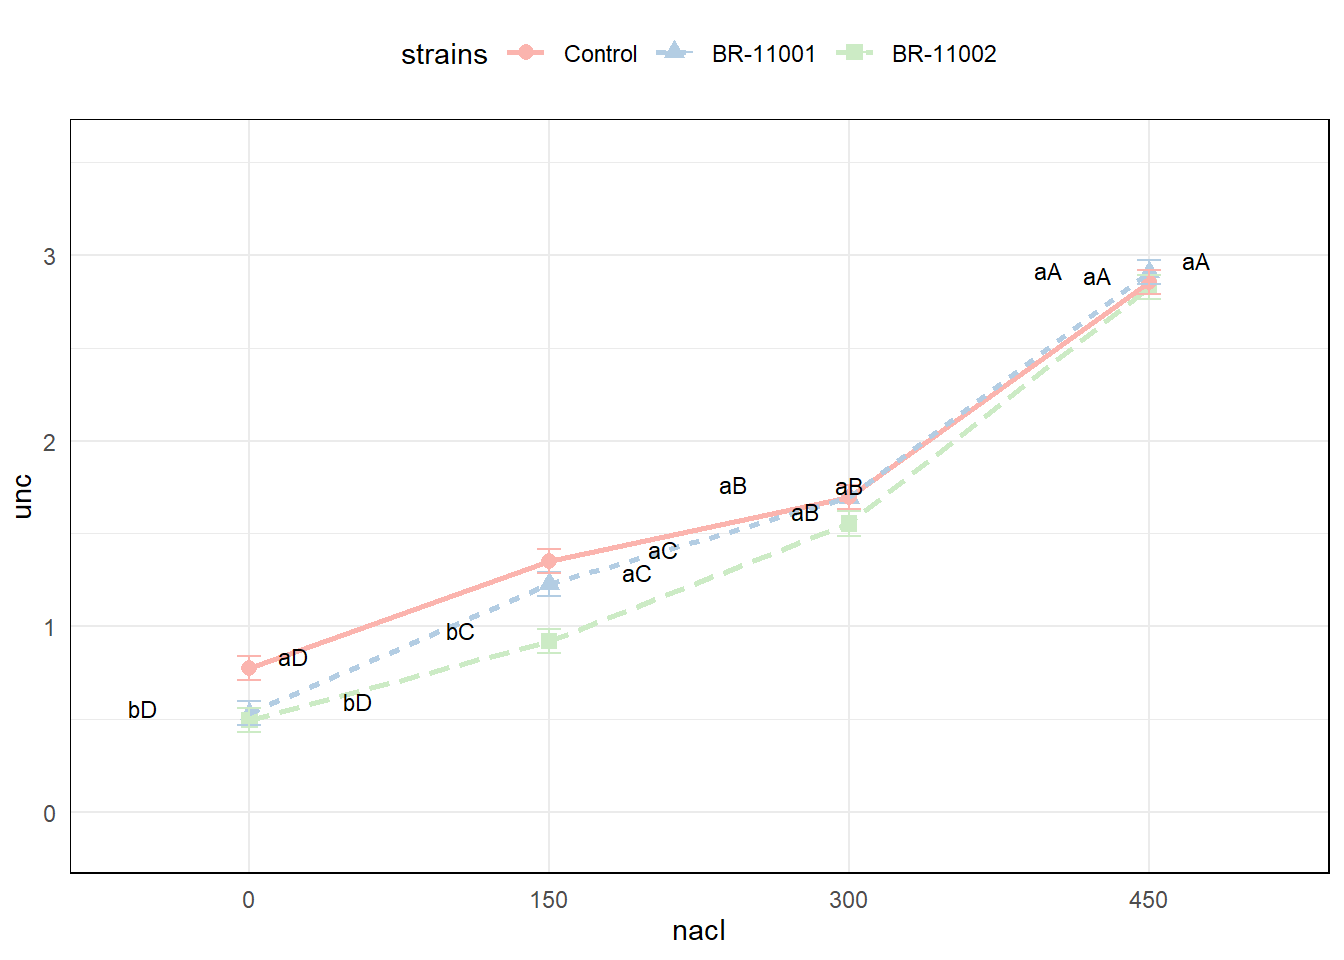 strains Control BR-11001 BR-11002
3
2
1
0
unc
aA aA aA
aB aB
aB
aC
aC
bC
aD
bD
bD
0 150 300 450
nacl